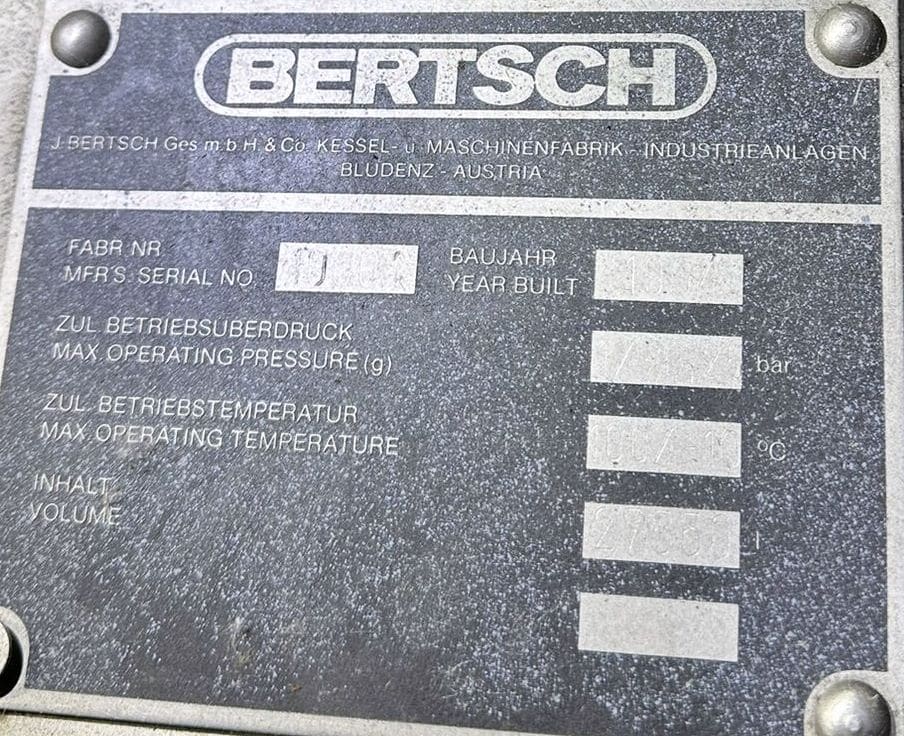 BERTSCH
J. BERTSCH Ges.m.b.H.& Co. KESSEL- u. MASCHINENFABRIK - INDUSTRIEANLAGEN
BLUDENZ - AUSTRIA
FABR NR
MFR'S. SERIAL NO
BAUJAHR
YEAR BUILT
ZUL BETRIEBSÜBERDRUCK
MAX.OPERATING PRESSURE (g)
bar
ZUL. BETRIEBSTEMPERATUR
MAX.OPERATING TEMPERATURE
°C
INHALT
VOLUME
l